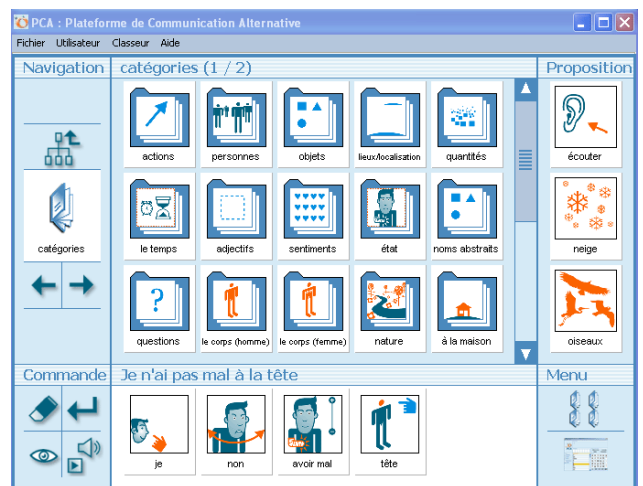 PCA : Plateforme de Communication Alternative
Fichier Utilisateur Classeur Aide
Navigation
catégories (1 / 2)
Proposition
actions
personnes
objets
lieux/localisation
quantités
écouter
catégories
le temps
adjectifs
sentiments
état
noms abstraits
neige
?
questions
le corps (homme)
le corps (femme)
nature
à la maison
oiseaux
Commande
Je n'ai pas mal à la tête
Menu
je
non
avoir mal
tête